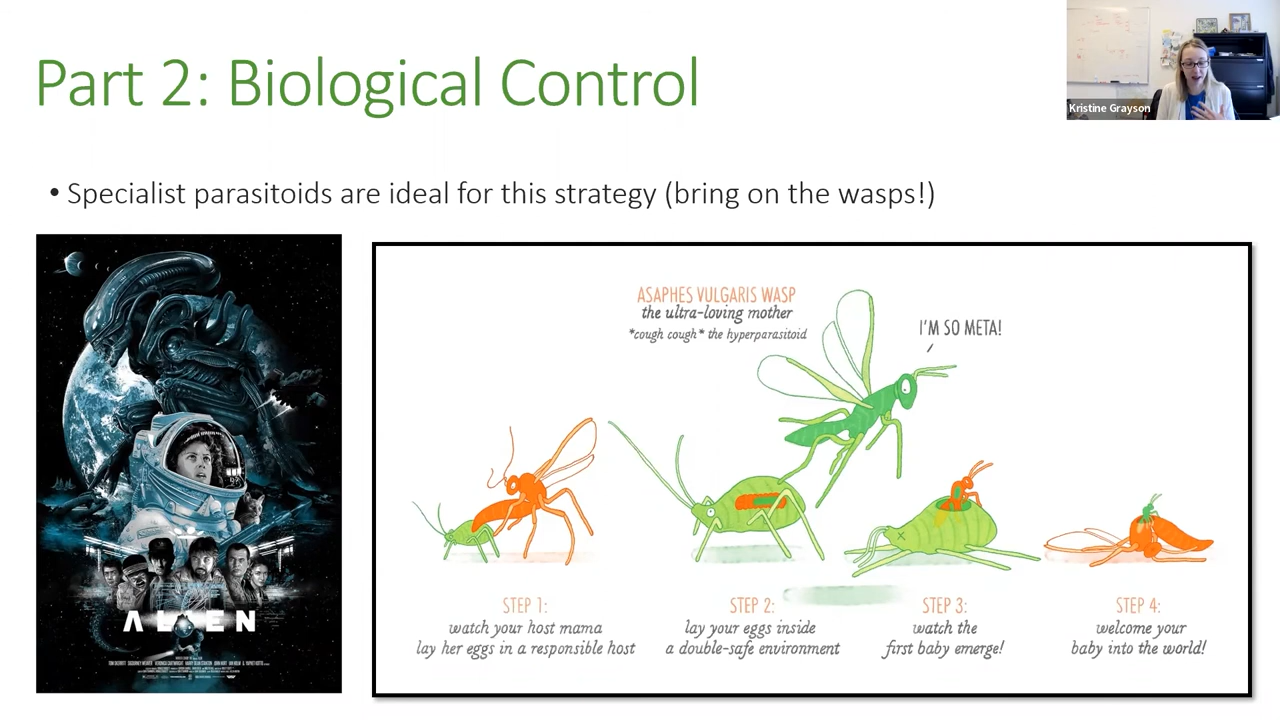 Part 2: Biological Control
Kristine Grayson
• Specialist parasitoids are ideal for this strategy (bring on the wasps!)
ALIEN
ASAPHES VULGARIS WASP
the ultra-loving mother
*cough cough* the hyperparasitoid
I'M SO META!
STEP 1:
watch your host mama
lay her eggs in a responsible host
STEP 2:
lay your eggs inside
a double-safe environment
STEP 3:
watch the
first baby emerge!
STEP 4:
welcome your
baby into the world!